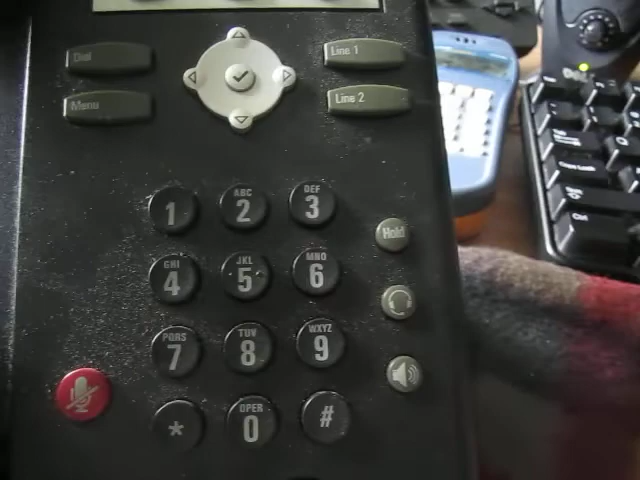 Dial
Line 1
Menu
Line 2
1
ABC
2
DEF
3
Hold
GHI
4
JKL
5
MNO
6
PQRS
7
TUV
8
WXYZ
9
*
OPER
0
#
Ctrl